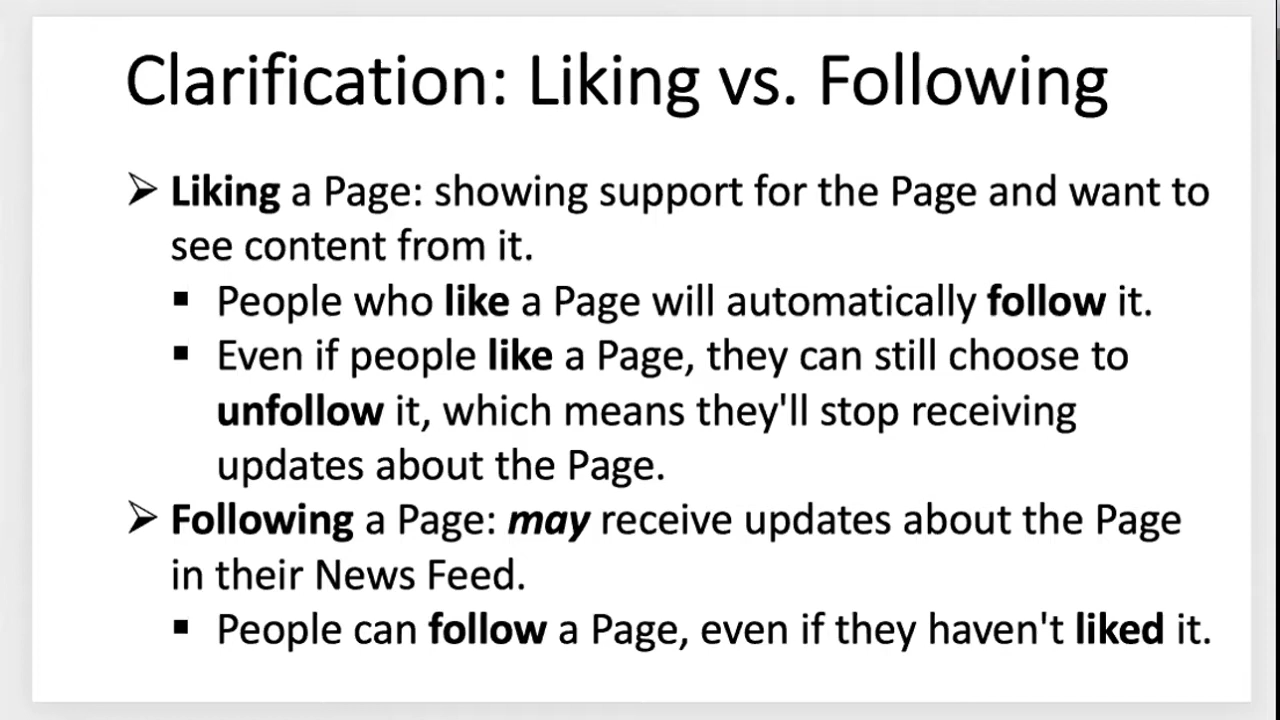 Clarification: Liking vs. Following
➢ Liking a Page: showing support for the Page and want to
see content from it.
▪ People who like a Page will automatically follow it.
▪ Even if people like a Page, they can still choose to
unfollow it, which means they'll stop receiving
updates about the Page.
➢ Following a Page: may receive updates about the Page
in their News Feed.
▪ People can follow a Page, even if they haven't liked it.